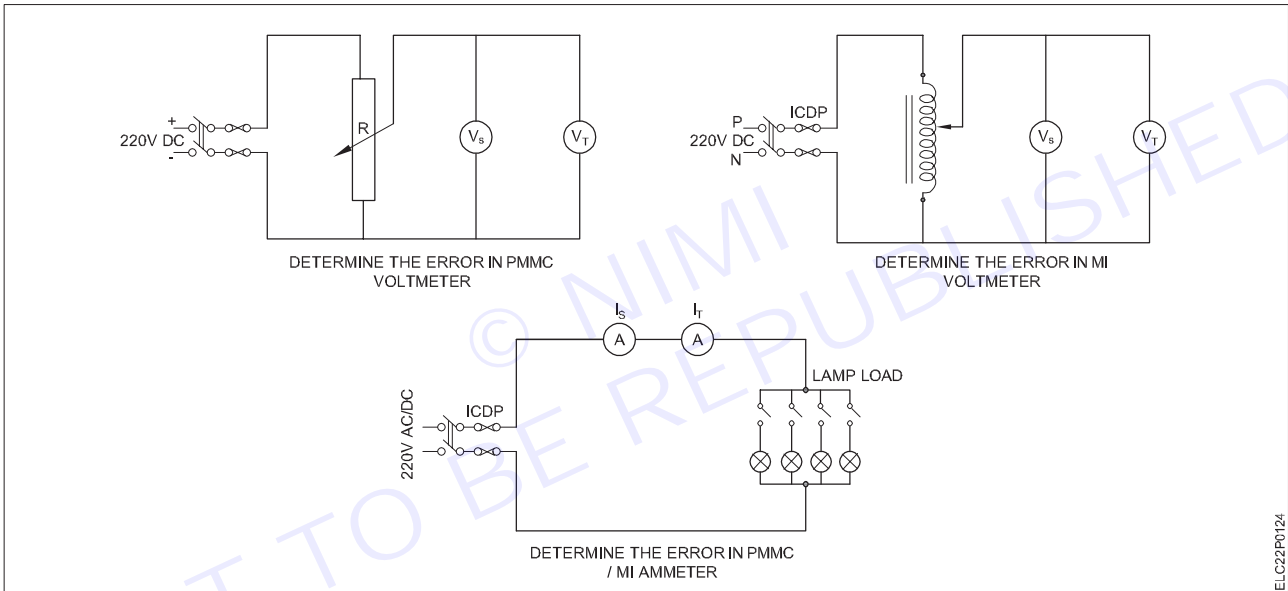 +
220V DC
-
R
Vs
VT
DETERMINE THE ERROR IN PMMC
VOLTMETER
P
ICDP
220V DC
N
Vs
VT
DETERMINE THE ERROR IN MI
VOLTMETER
IS
IT
A
A
LAMP LOAD
ICDP
220V AC/DC
DETERMINE THE ERROR IN PMMC
/ MI AMMETER
ELC22P0124
© NIMI
T TO BE REPUBLISHED